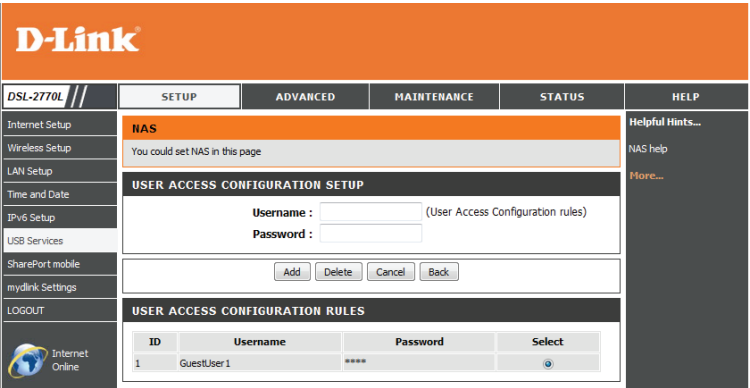 D-Link
DSL-2770L
SETUP
ADVANCED
MAINTENANCE
STATUS
HELP
Internet Setup
Wireless Setup
LAN Setup
Time and Date
IPv6 Setup
USB Services
SharePort mobile
mydlink Settings
LOGOUT
Internet
Online
NAS
You could set NAS in this page
USER ACCESS CONFIGURATION SETUP
Username : (User Access Configuration rules)
Password :
Add Delete Cancel Back
USER ACCESS CONFIGURATION RULES
ID Username Password Select
1 GuestUser1 ****
Helpful Hints...
NAS help
More...